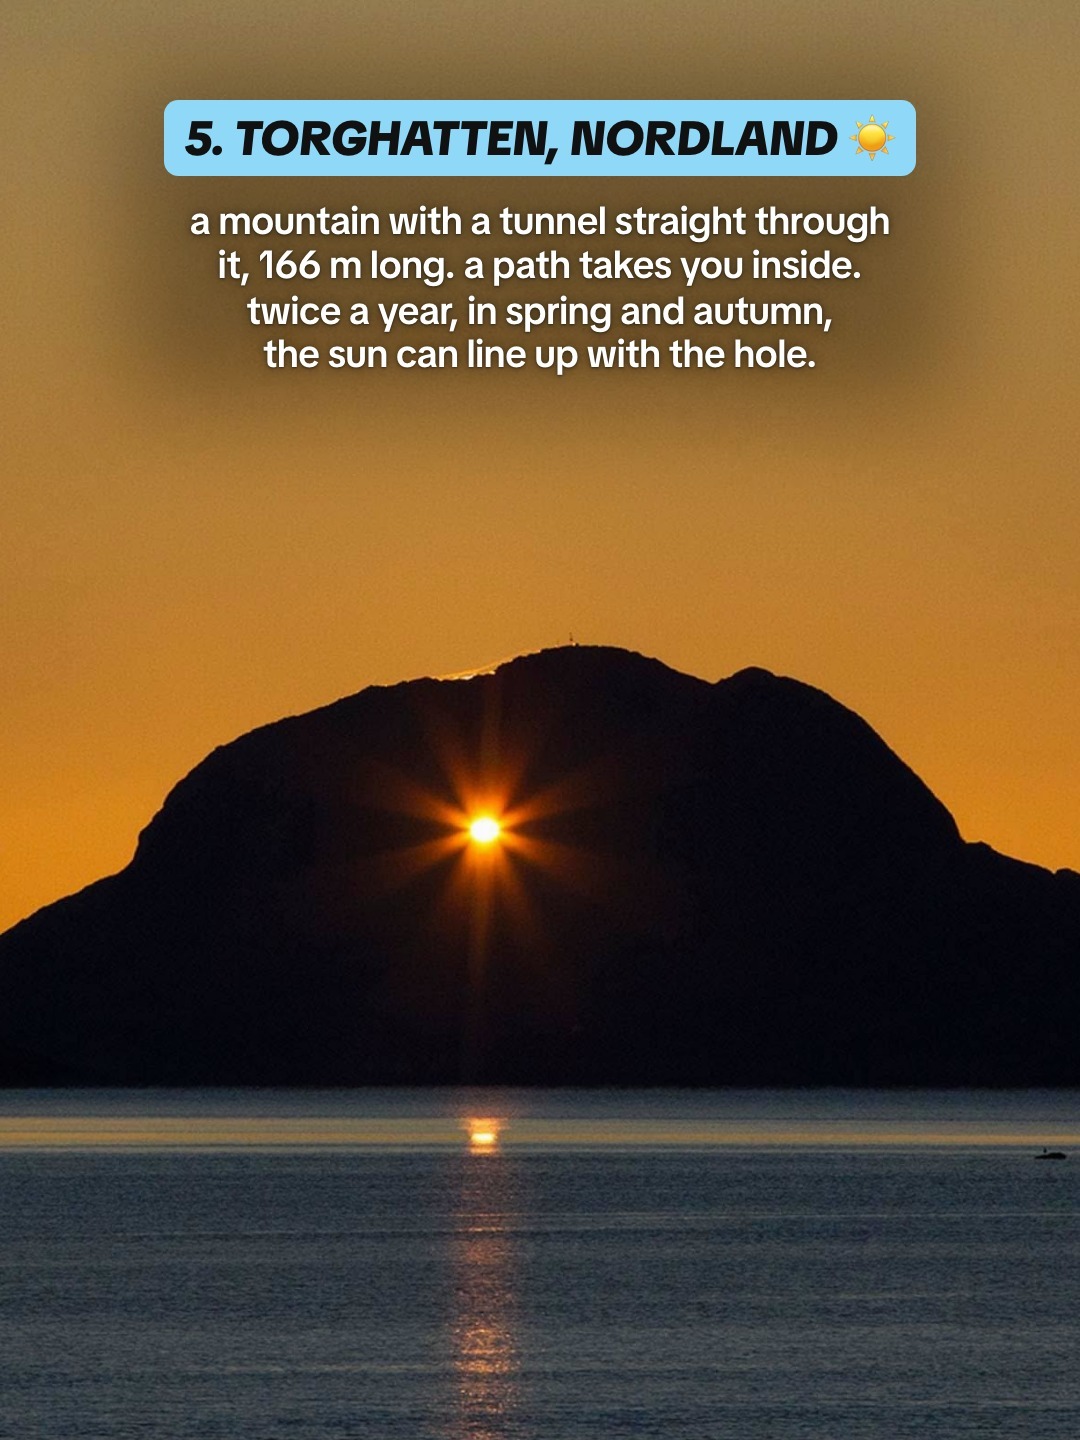 5. TORGHATTEN, NORDLAND ☀️
a mountain with a tunnel straight through
it, 166 m long. a path takes you inside.
twice a year, in spring and autumn,
the sun can line up with the hole.